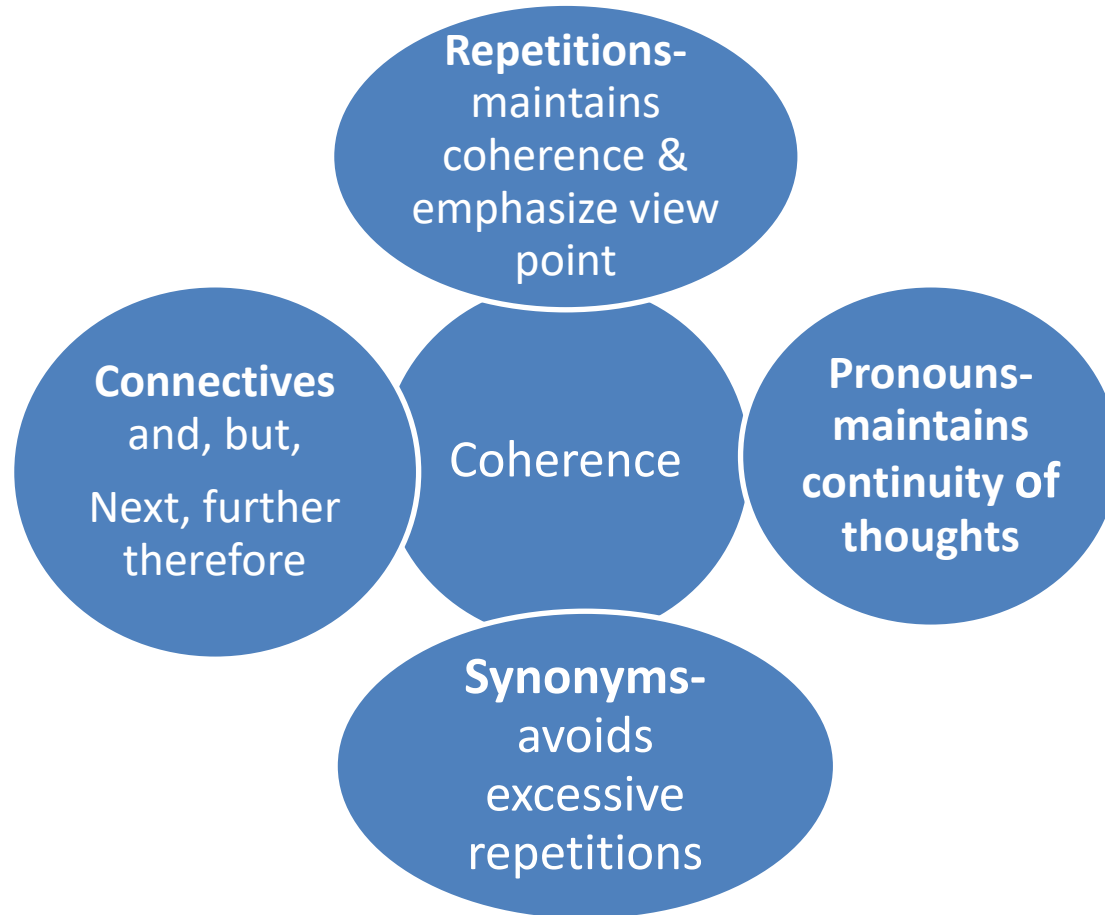 Repetitions-
maintains
coherence &
emphasize view
point
Connectives
and, but,
Next, further
therefore
Coherence
Pronouns-
maintains
continuity of
thoughts
Synonyms-
avoids
excessive
repetitions